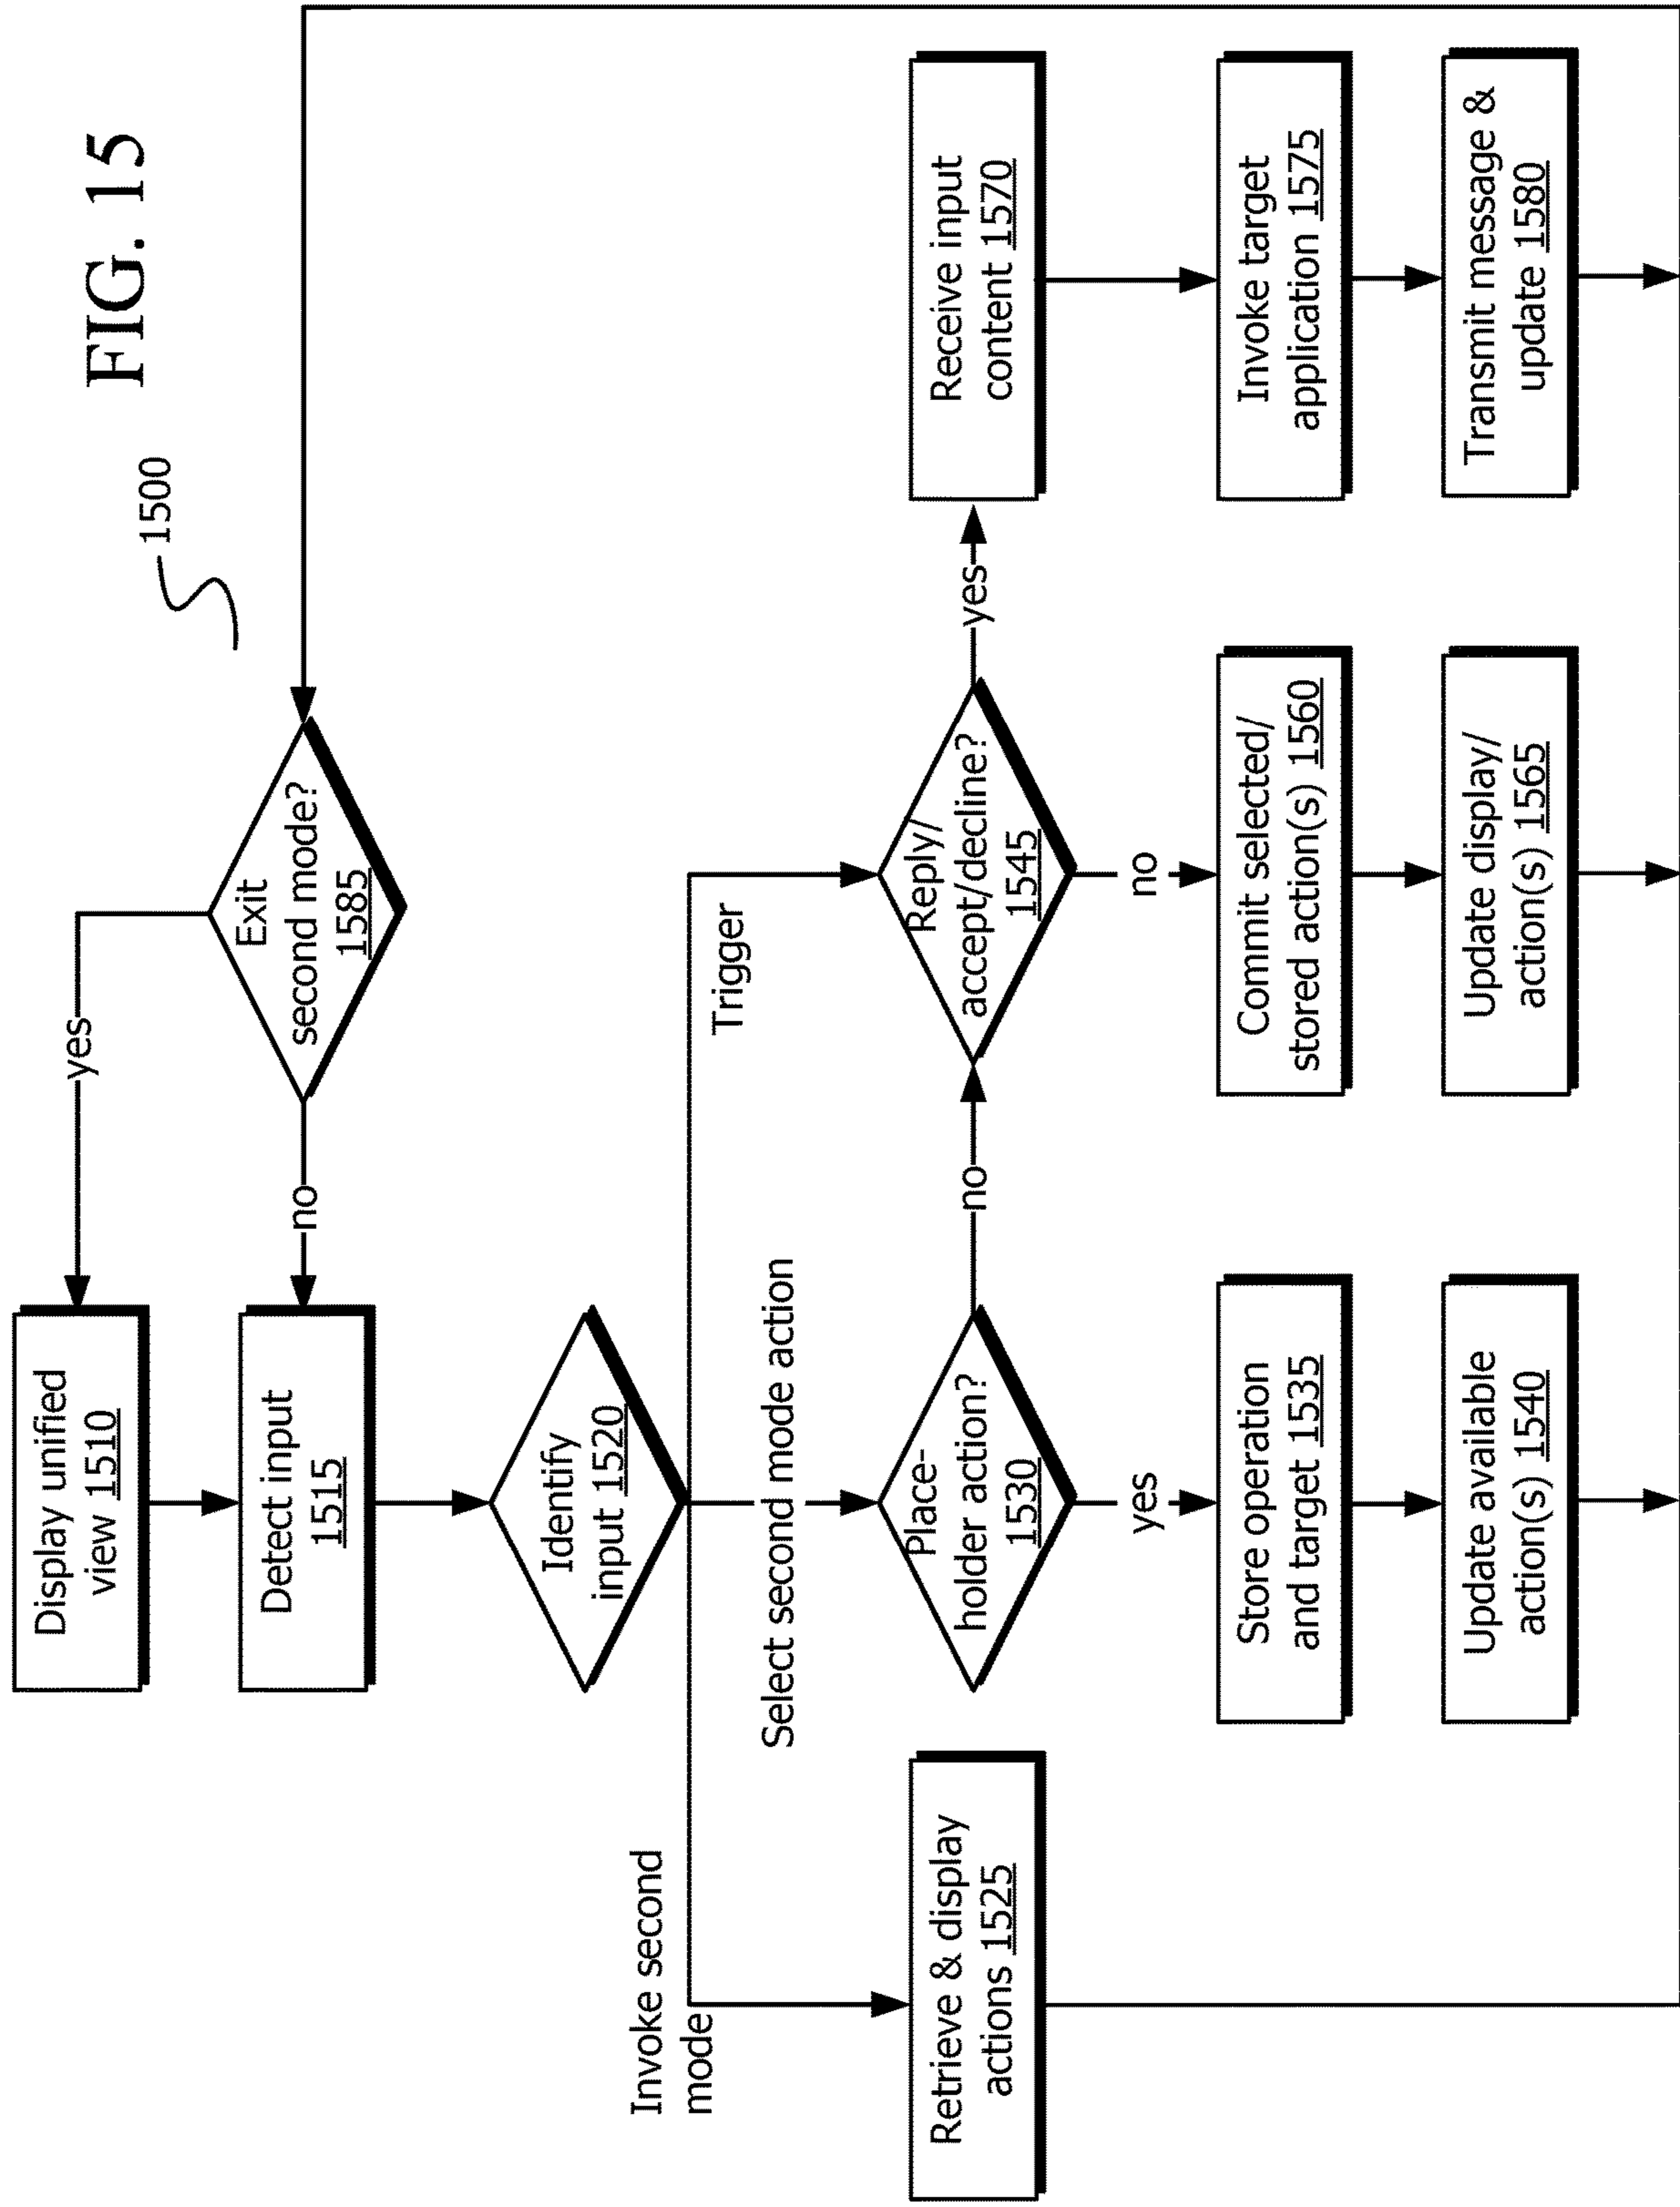 FIG. 15
1500
Display unified
view 1510
yes
Exit
second mode?
1585
no
Detect input
1515
Identify
input 1520
Invoke second
mode
Select second mode action
Trigger
Retrieve & display
actions 1525
Place-
holder action?
1530
no
Reply/
accept/decline?
1545
yes
Receive input
content 1570
yes
no
Store operation
and target 1535
Commit selected/
stored action(s) 1560
Invoke target
application 1575
Update available
action(s) 1540
Update display/
action(s) 1565
Transmit message &
update 1580